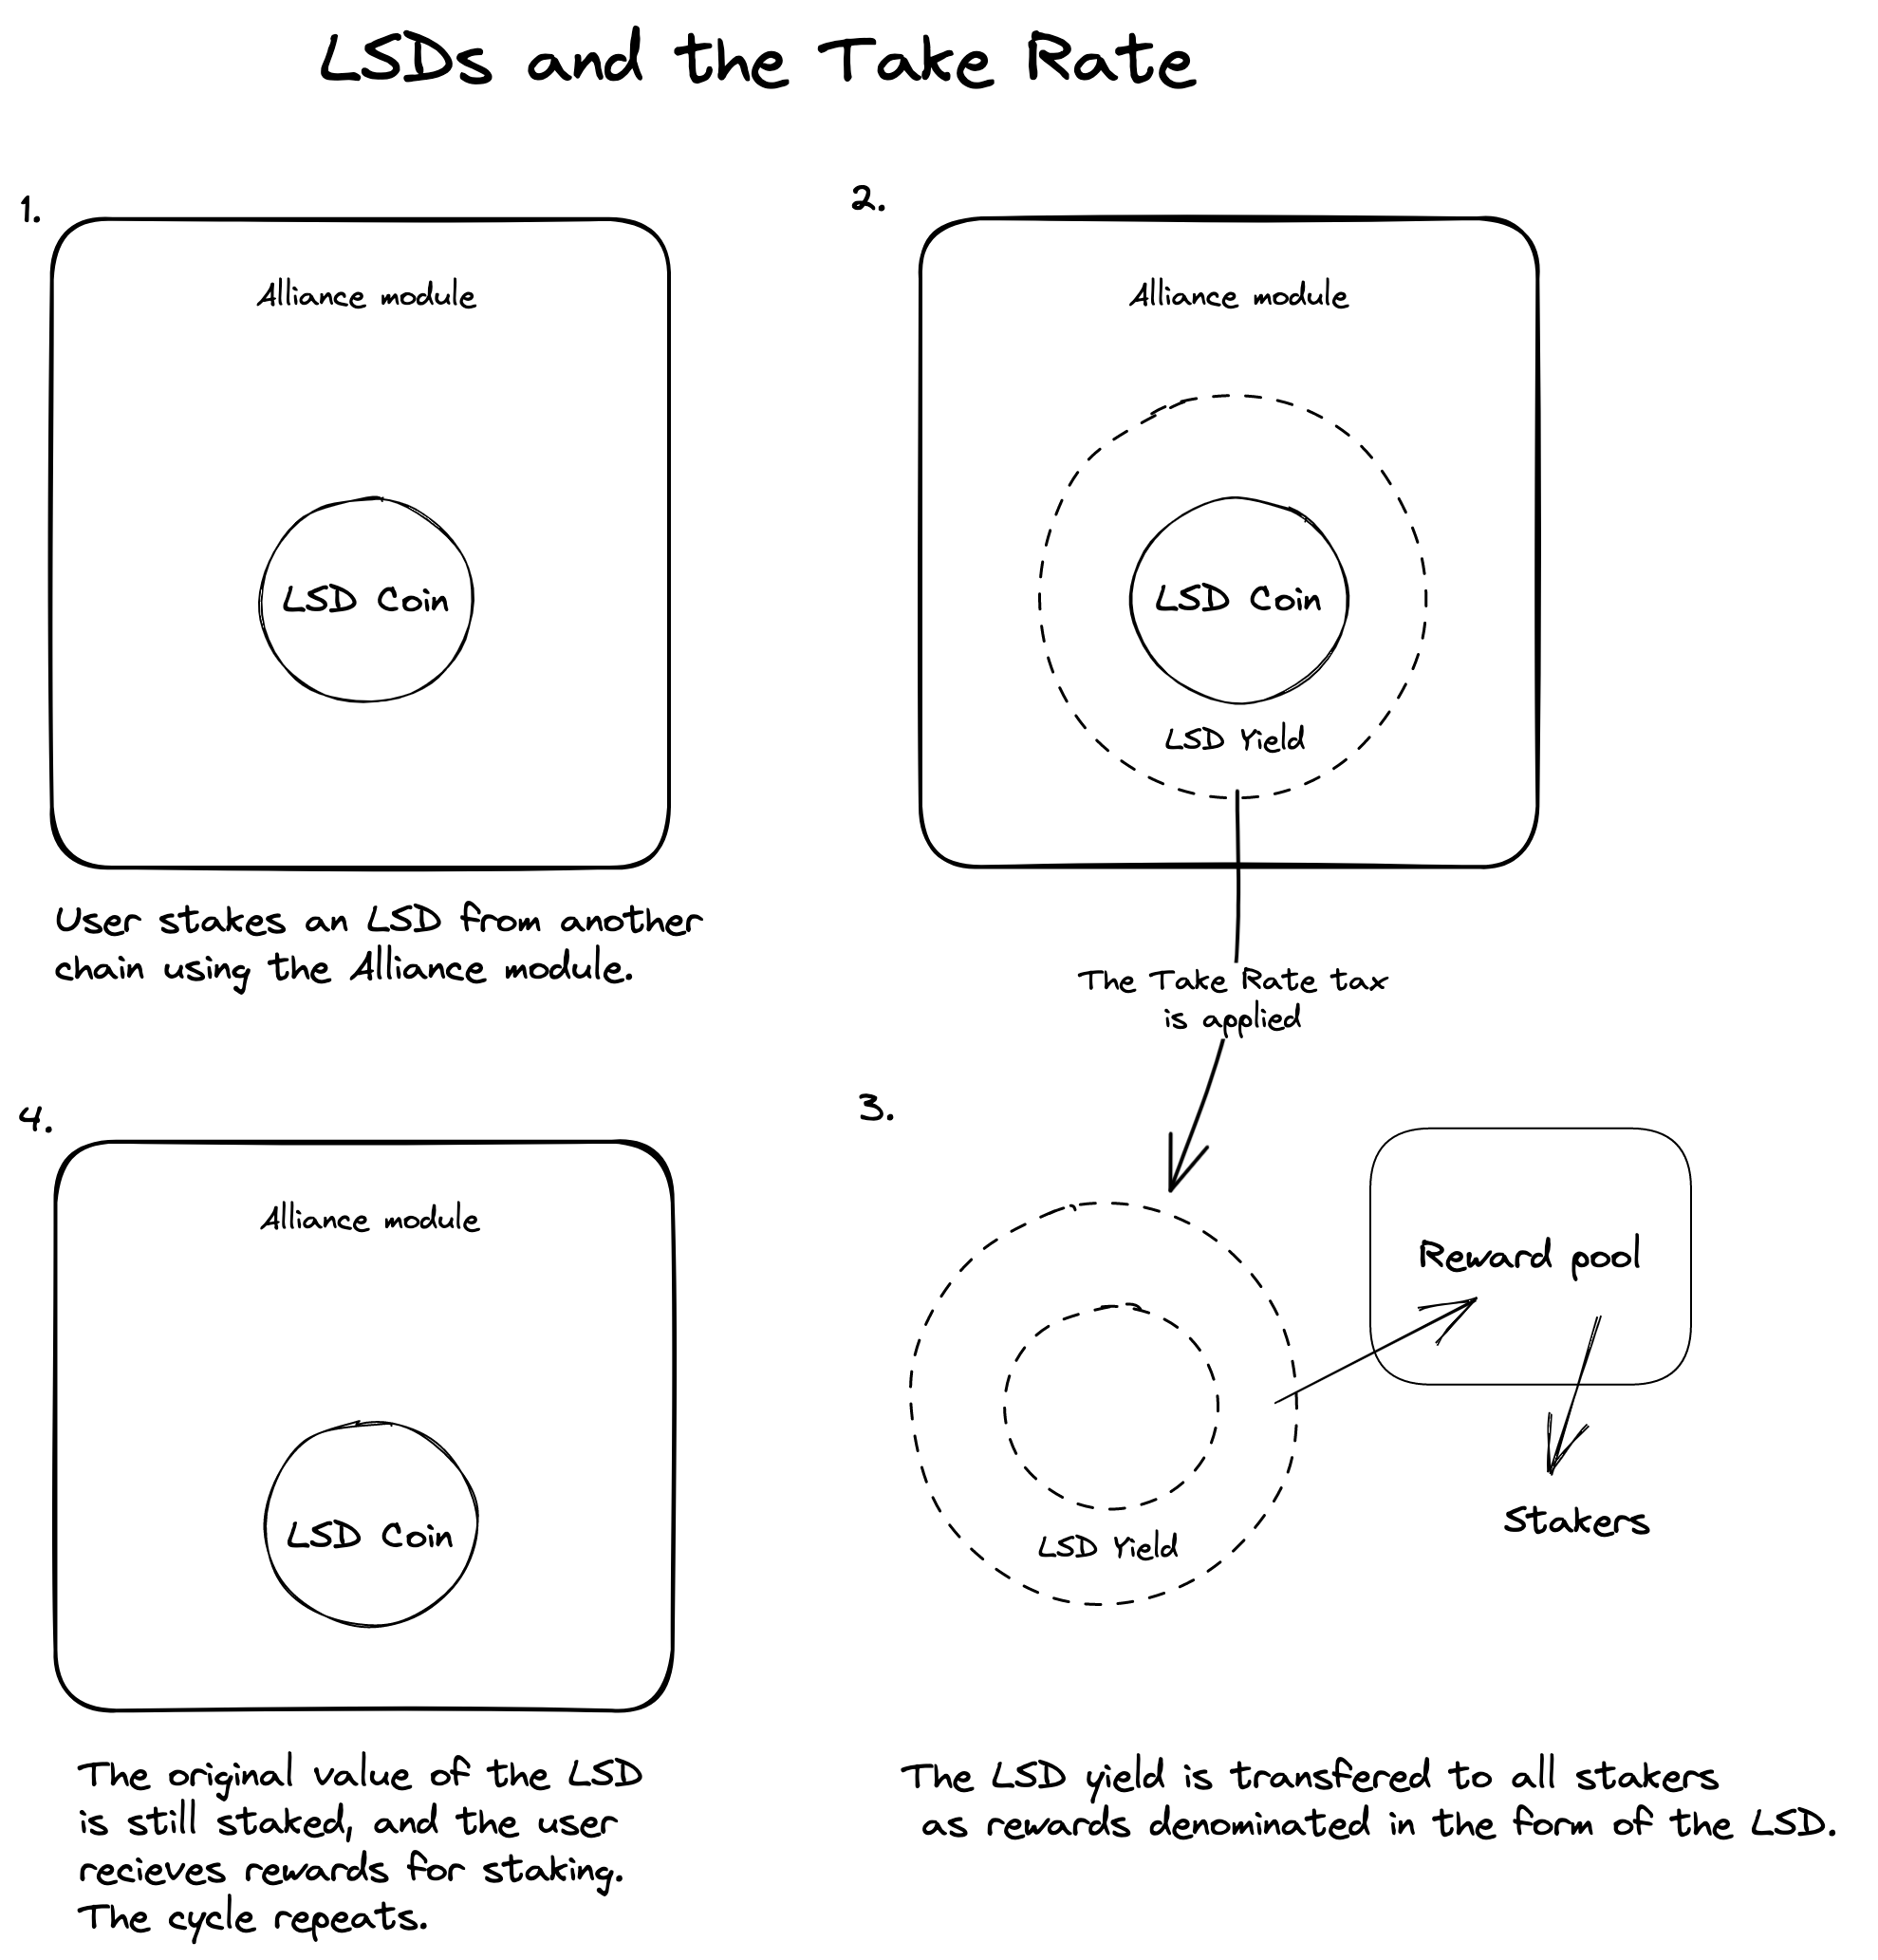 LSDs and the Take Rate
1.
Alliance module
LSD Coin
User stakes an LSD from another
chain using the Alliance module.
2.
Alliance module
LSD Coin
LSD Yield
The Take Rate tax
is applied
3.
Reward pool
Stakers
LSD Yield
The LSD yield is transfered to all stakers
as rewards denominated in the form of the LSD.
4.
Alliance module
LSD Coin
The original value of the LSD
is still staked, and the user
recieves rewards for staking.
The cycle repeats.